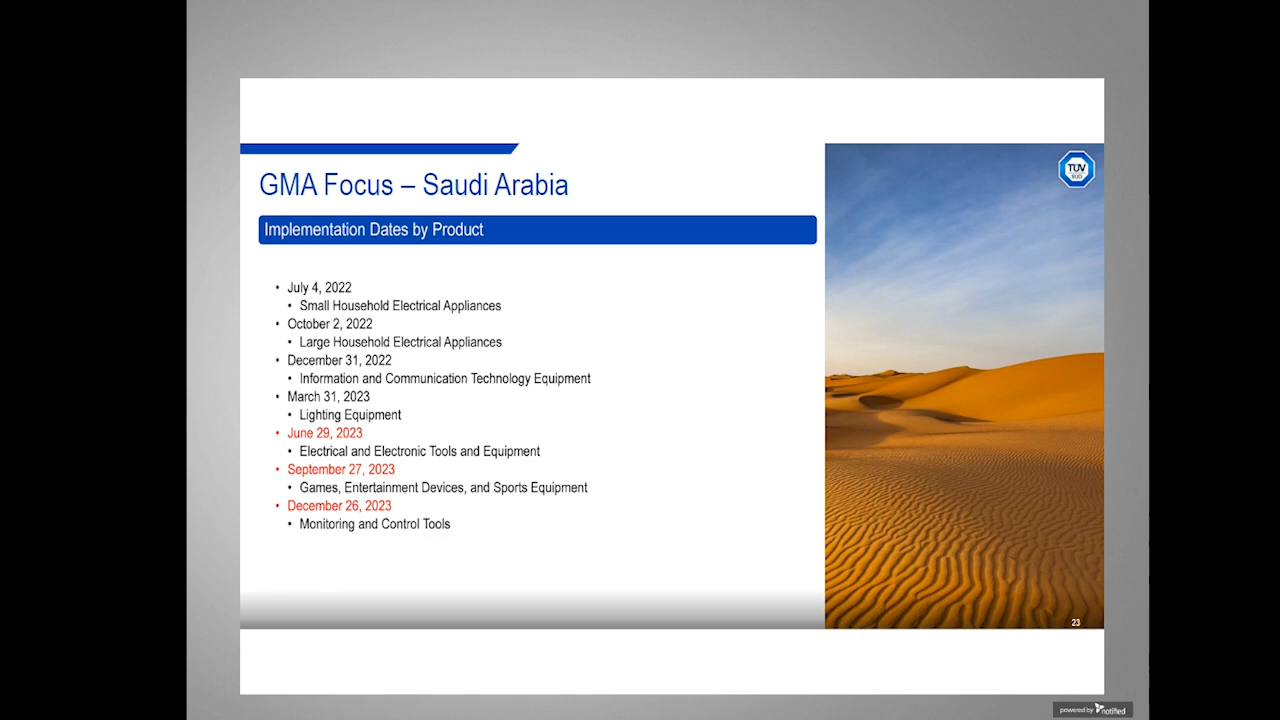 GMA Focus – Saudi Arabia
Implementation Dates by Product
• July 4, 2022
• Small Household Electrical Appliances
• October 2, 2022
• Large Household Electrical Appliances
• December 31, 2022
• Information and Communication Technology Equipment
• March 31, 2023
• Lighting Equipment
• June 29, 2023
• Electrical and Electronic Tools and Equipment
• September 27, 2023
• Games, Entertainment Devices, and Sports Equipment
• December 26, 2023
• Monitoring and Control Tools
TÜV
SÜD
23
powered by notified